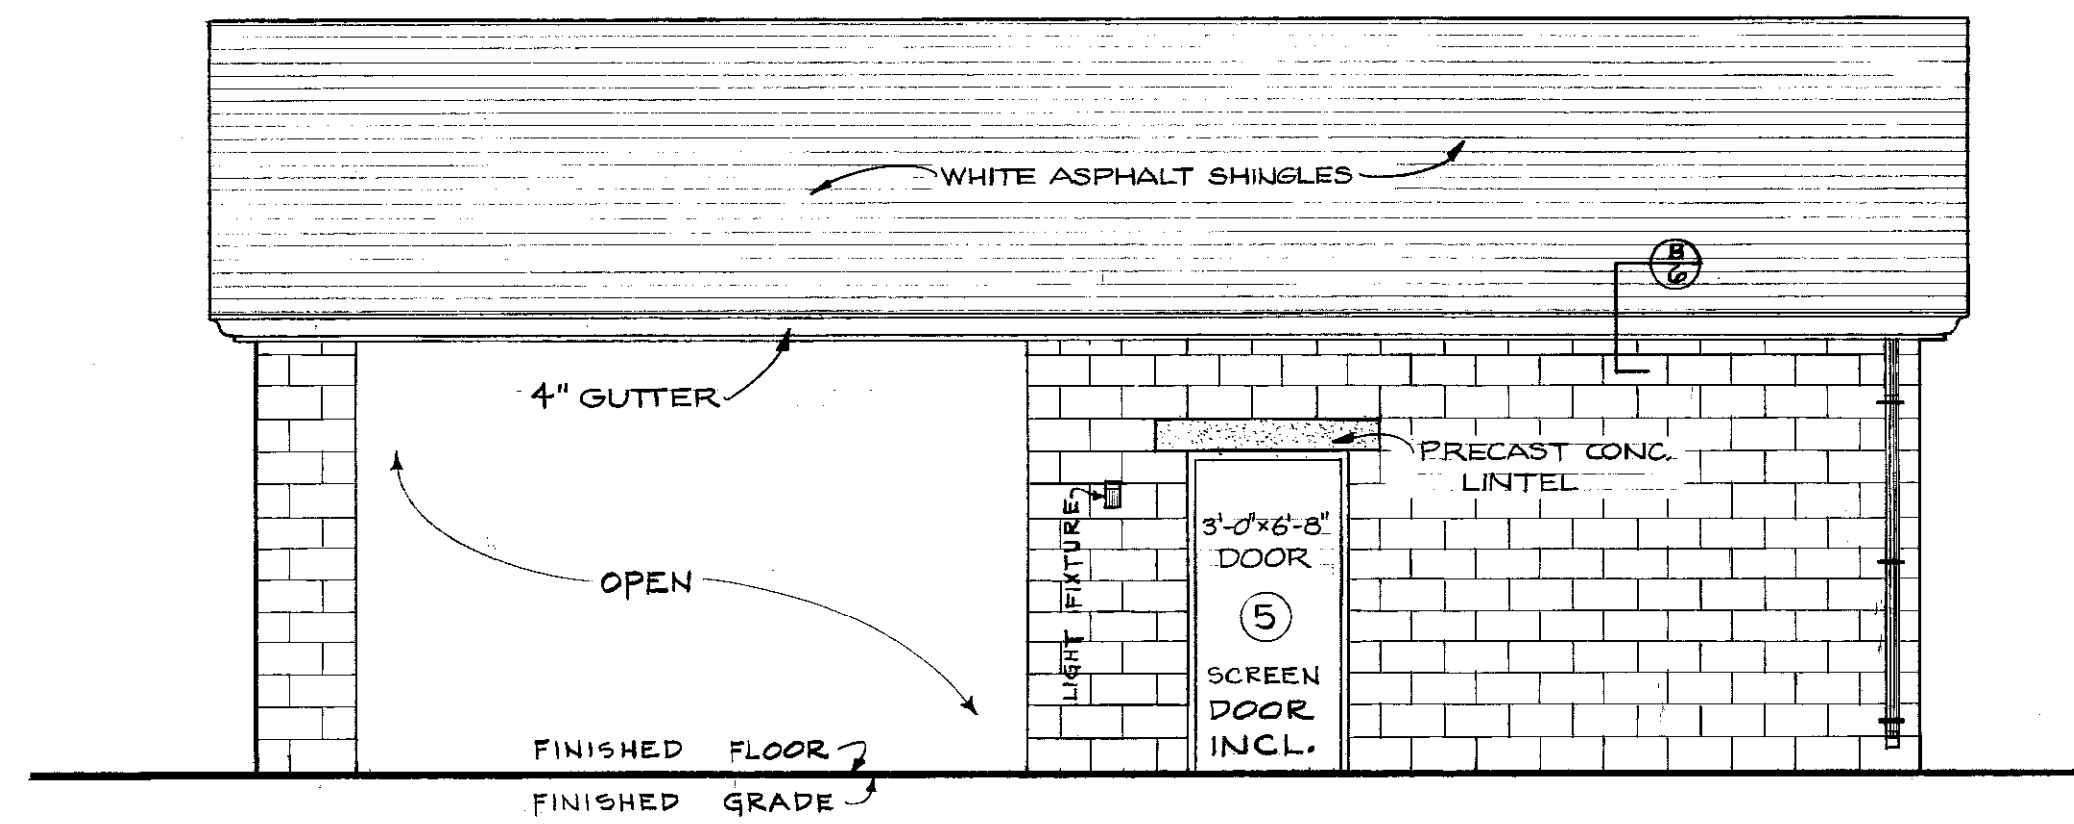 WHITE ASPHALT SHINGLES
B
6
4" GUTTER
PRECAST CONC.
LINTEL
LIGHT FIXTURE
3'-0"x6'-8"
DOOR
OPEN
5
SCREEN
DOOR
INCL.
FINISHED FLOOR
FINISHED GRADE